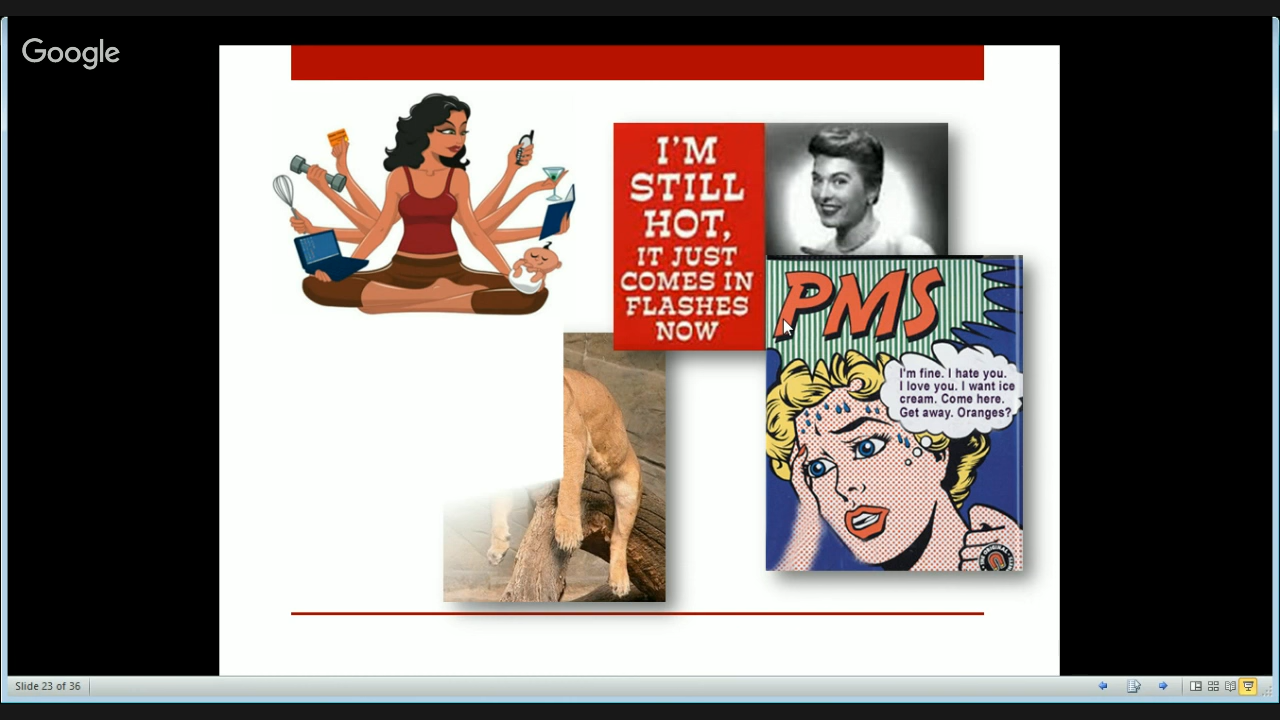 Google
I'M
STILL
HOT,
IT JUST
COMES IN
FLASHES
NOW
PMS
I'm fine. I hate you.
I love you. I want ice
cream. Come here.
Get away. Oranges?
Slide 23 of 36